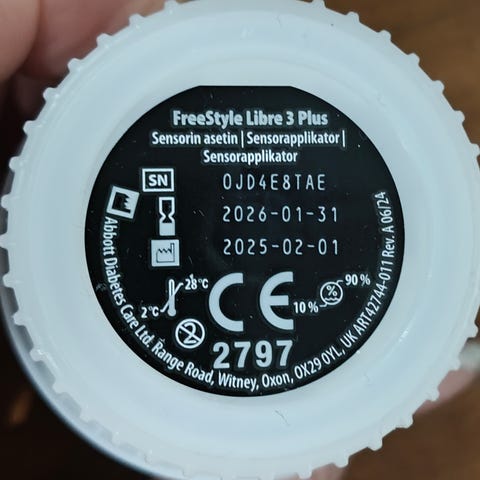 FreeStyle Libre 3 Plus
Sensorin asetin | Sensorapplikator |
Sensorapplikator
SN 0JD4E8TAE
2026-01-31
2025-02-01
28°C
2°C
CE
90 %
10 %
2797
Abbott Diabetes Care Ltd. Range Road, Witney, Oxon, OX29 0YL, UK ART42744-011 Rev. A 06/24